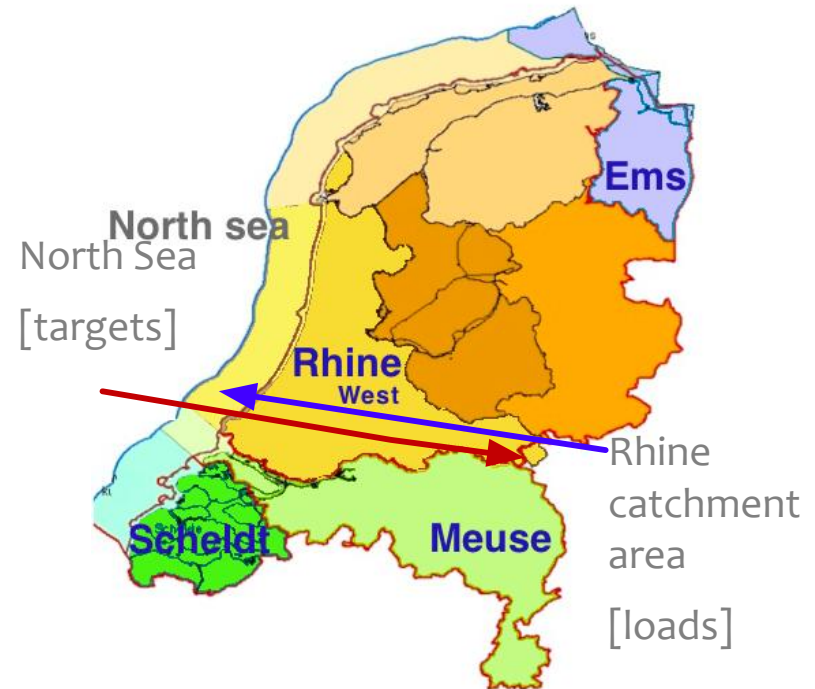 Ems
North sea
North Sea
[targets]
Rhine
West
Rhine
catchment
area
[loads]
Scheldt
Meuse